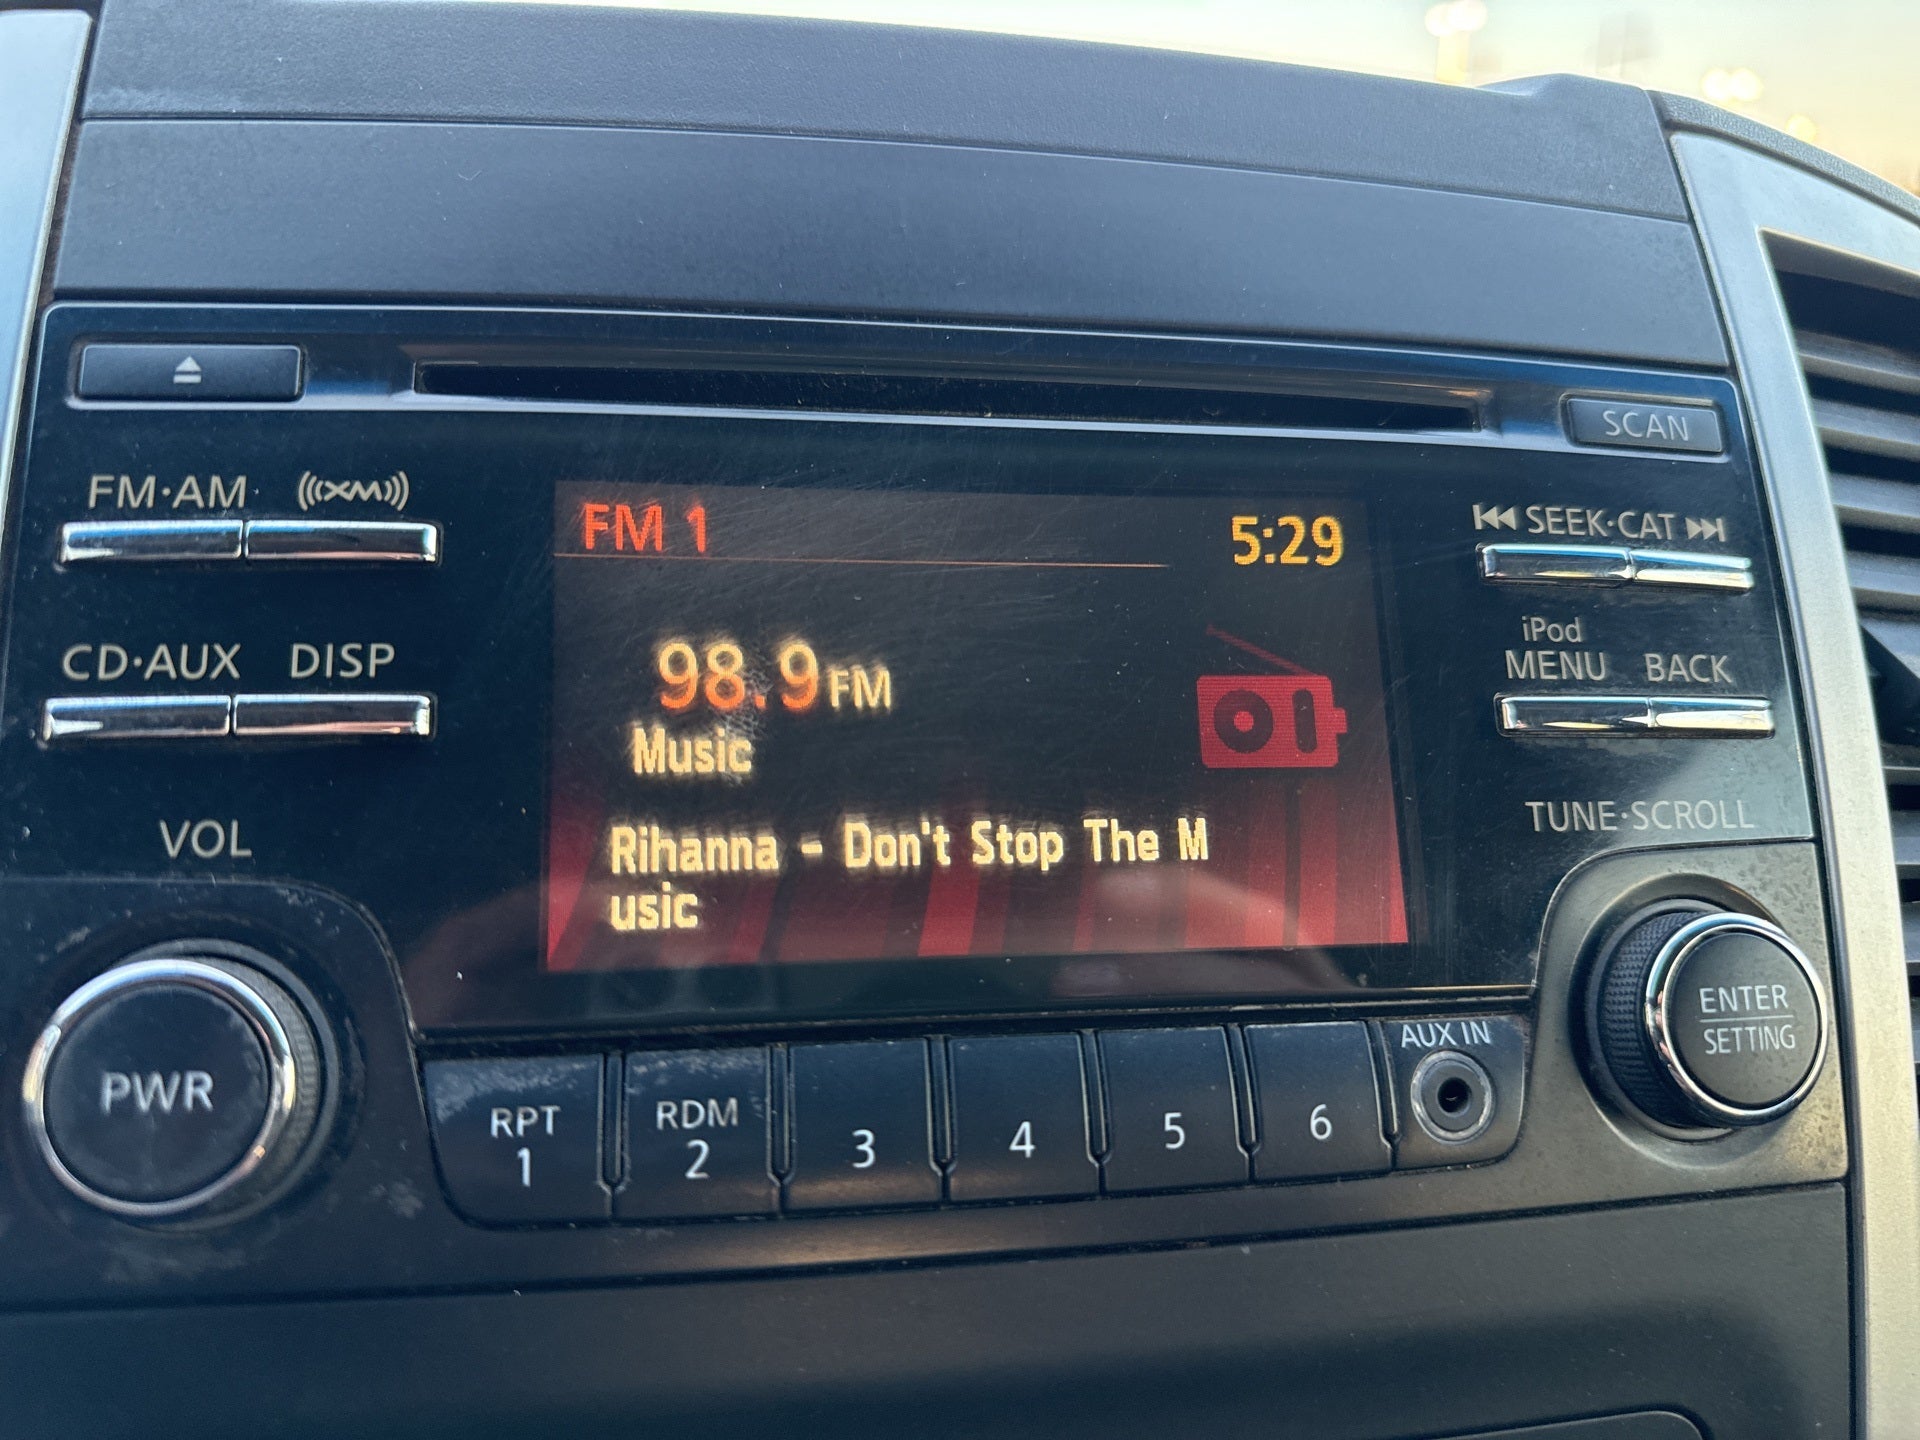 SCAN
FM·AM
XM
SEEK·CAT
FM 1
5:29
iPod
MENU
BACK
CD·AUX
DISP
98.9 FM
Music
TUNE·SCROLL
VOL
Rihanna - Don't Stop The M
usic
ENTER
SETTING
AUX IN
PWR
RPT
1
RDM
2
3
4
5
6